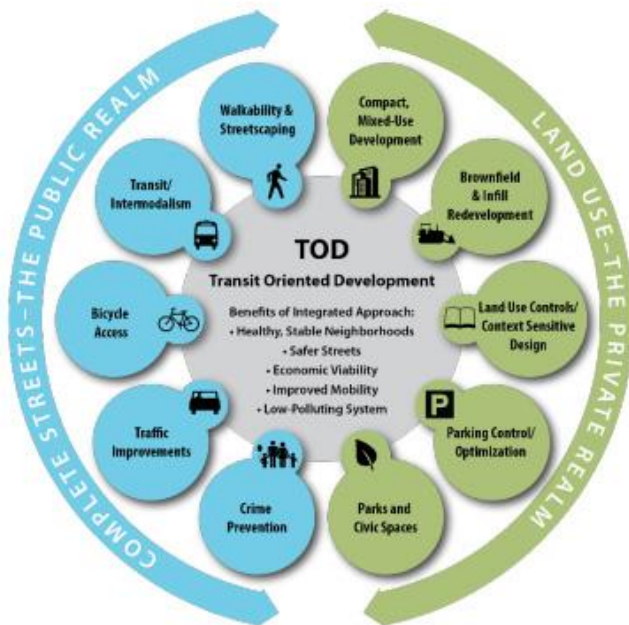 COMPLETE STREETS–THE PUBLIC REALM
LAND USE–THE PRIVATE REALM
Walkability &
Streetscaping
Compact,
Mixed-Use
Development
Transit/
Intermodalism
Brownfield
& Infill
Redevelopment
TOD
Transit Oriented Development
Benefits of Integrated Approach:
• Healthy, Stable Neighborhoods
• Safer Streets
• Economic Viability
• Improved Mobility
• Low-Polluting System
Bicycle
Access
Land Use Controls/
Context Sensitive
Design
Traffic
Improvements
P
Parking Control/
Optimization
Crime
Prevention
Parks and
Civic Spaces